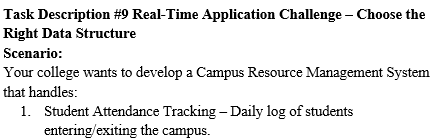 Task Description #9 Real-Time Application Challenge – Choose the
Right Data Structure
Scenario:
Your college wants to develop a Campus Resource Management System
that handles:
1. Student Attendance Tracking – Daily log of students
entering/exiting the campus.